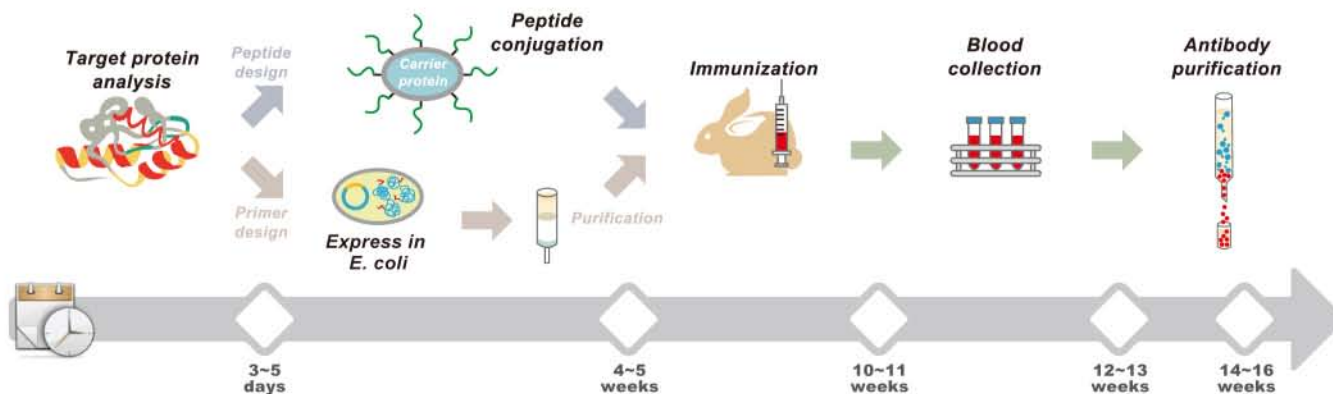 Target protein
analysis
Peptide
design
Primer
design
Carrier
protein
Peptide
conjugation
Express in
E. coli
Purification
Immunization
Blood
collection
Antibody
purification
3~5
days
4~5
weeks
10~11
weeks
12~13
weeks
14~16
weeks